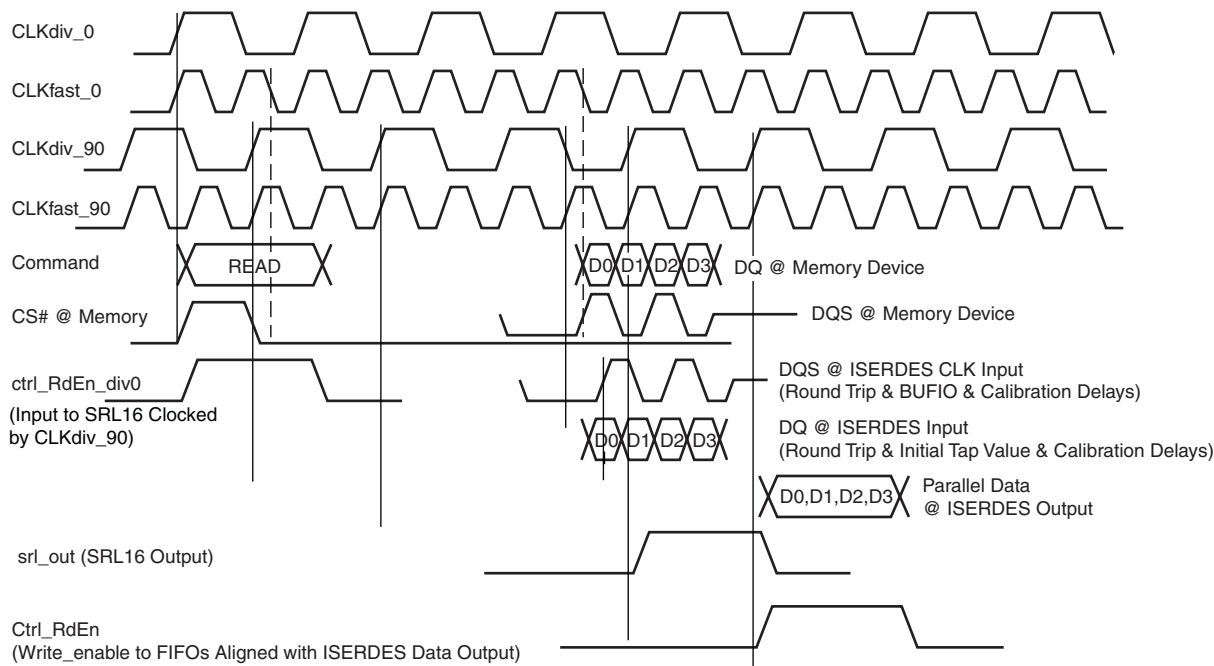 CLKdiv_0
CLKfast_0
CLKdiv_90
CLKfast_90
Command
READ
D0 D1 D2 D3
DQ @ Memory Device
CS# @ Memory
DQS @ Memory Device
ctrl_RdEn_div0
(Input to SRL16 Clocked
by CLKdiv_90)
DQS @ ISERDES CLK Input
(Round Trip & BUFIO & Calibration Delays)
D0 D1 D2 D3
DQ @ ISERDES Input
(Round Trip & Initial Tap Value & Calibration Delays)
D0,D1,D2,D3
Parallel Data
@ ISERDES Output
srl_out (SRL16 Output)
Ctrl_RdEn
(Write_enable to FIFOs Aligned with ISERDES Data Output)